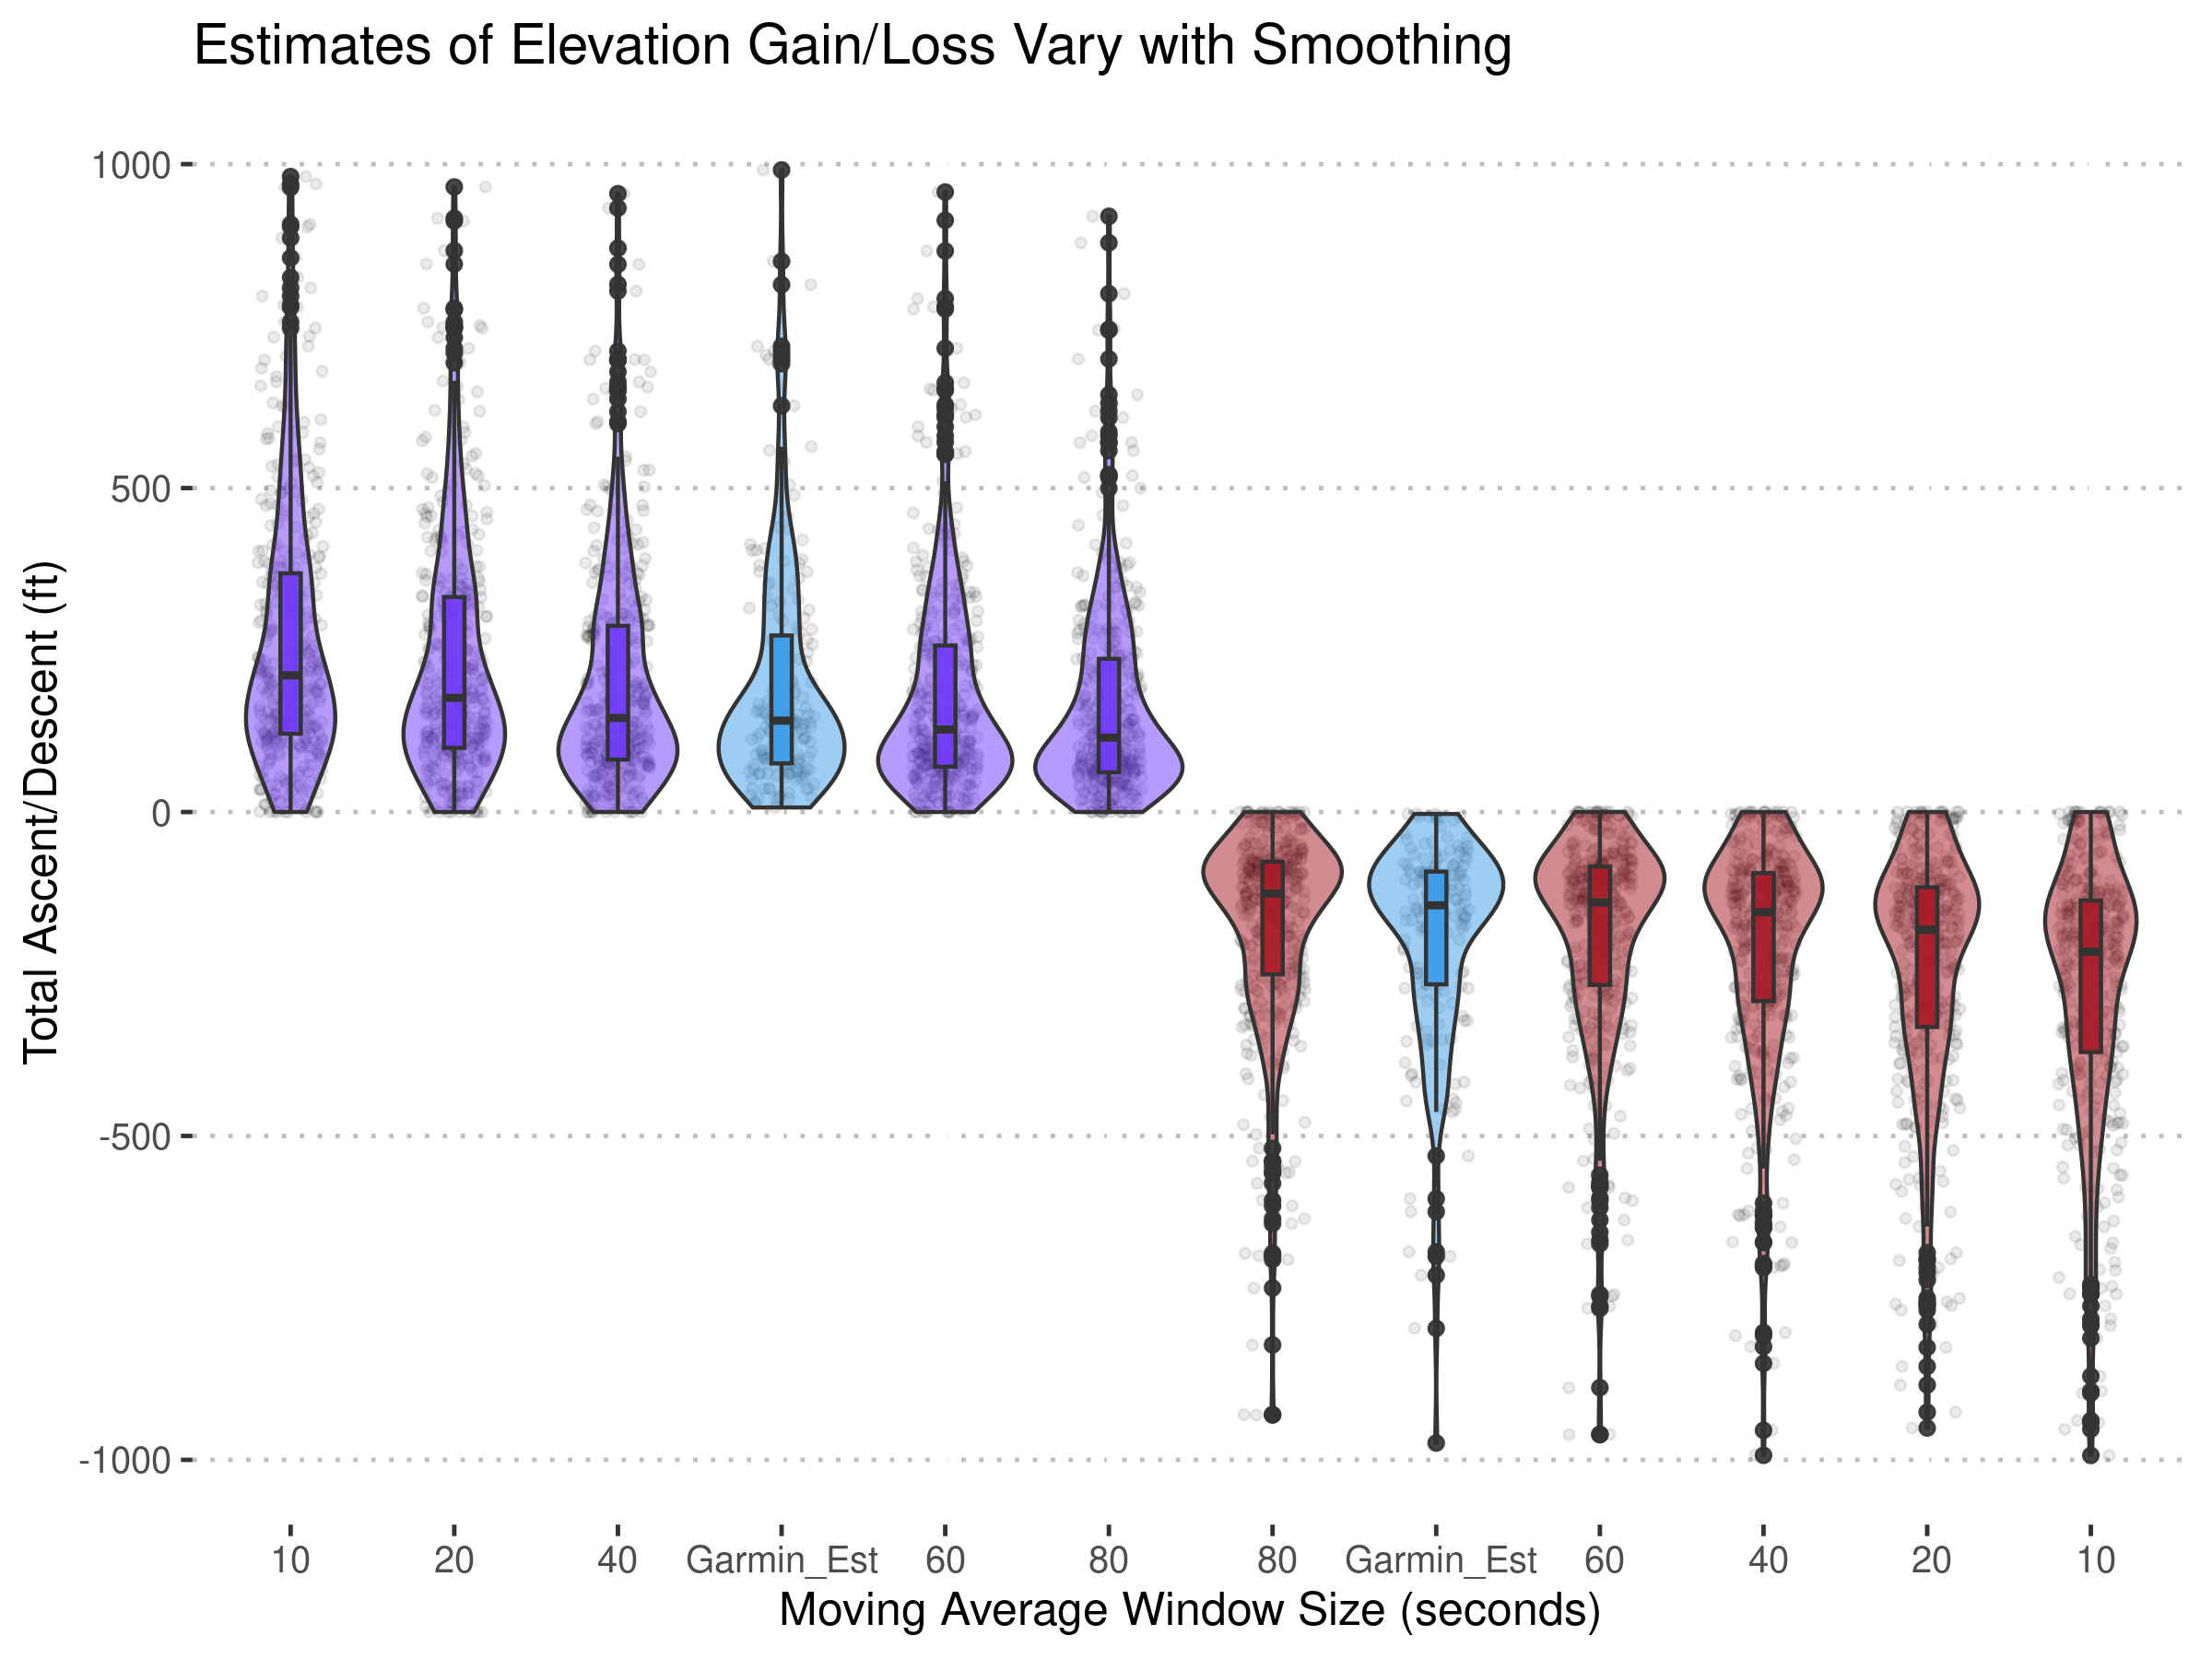 Estimates of Elevation Gain/Loss Vary with Smoothing
Total Ascent/Descent (ft)
1000
500
0
-500
-1000
10 20 40 Garmin_Est 60 80 80 Garmin_Est 60 40 20 10
Moving Average Window Size (seconds)